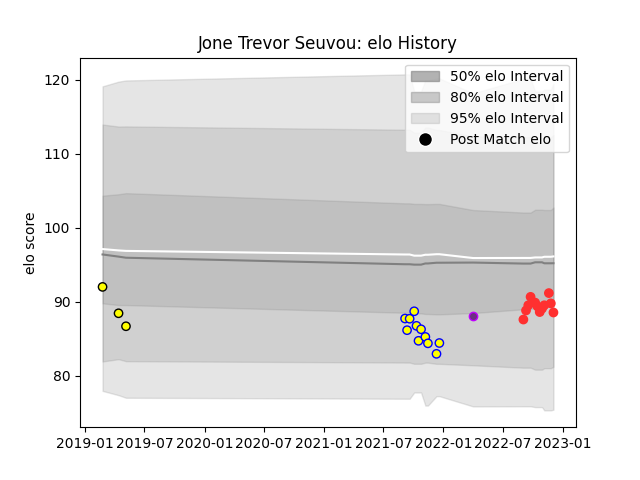 Jone Trevor Seuvou: elo History
50% elo Interval
80% elo Interval
95% elo Interval
Post Match elo
elo score
120
110
100
90
80
2019-01 2019-07 2020-01 2020-07 2021-01 2021-07 2022-01 2022-07 2023-01